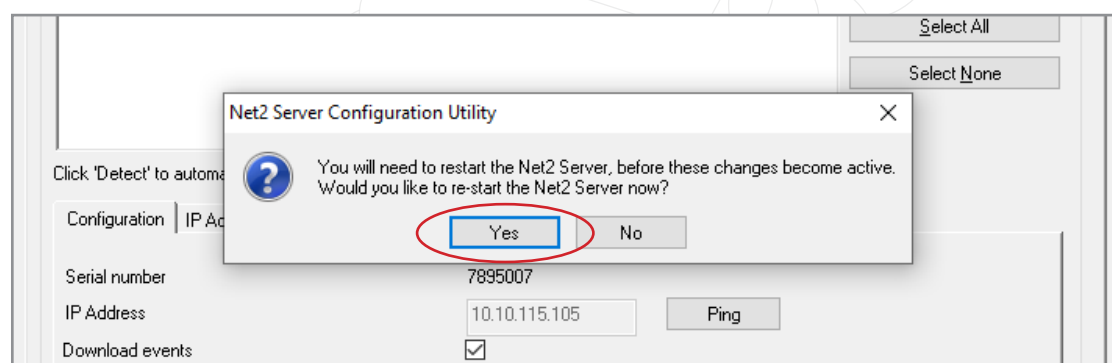 Select All
Select None
Net2 Server Configuration Utility
You will need to restart the Net2 Server, before these changes become active.
Would you like to re-start the Net2 Server now?
Yes No
Click 'Detect' to
Configuration IP
Serial number 7895007
IP Address 10.10.115.105 Ping
Download events